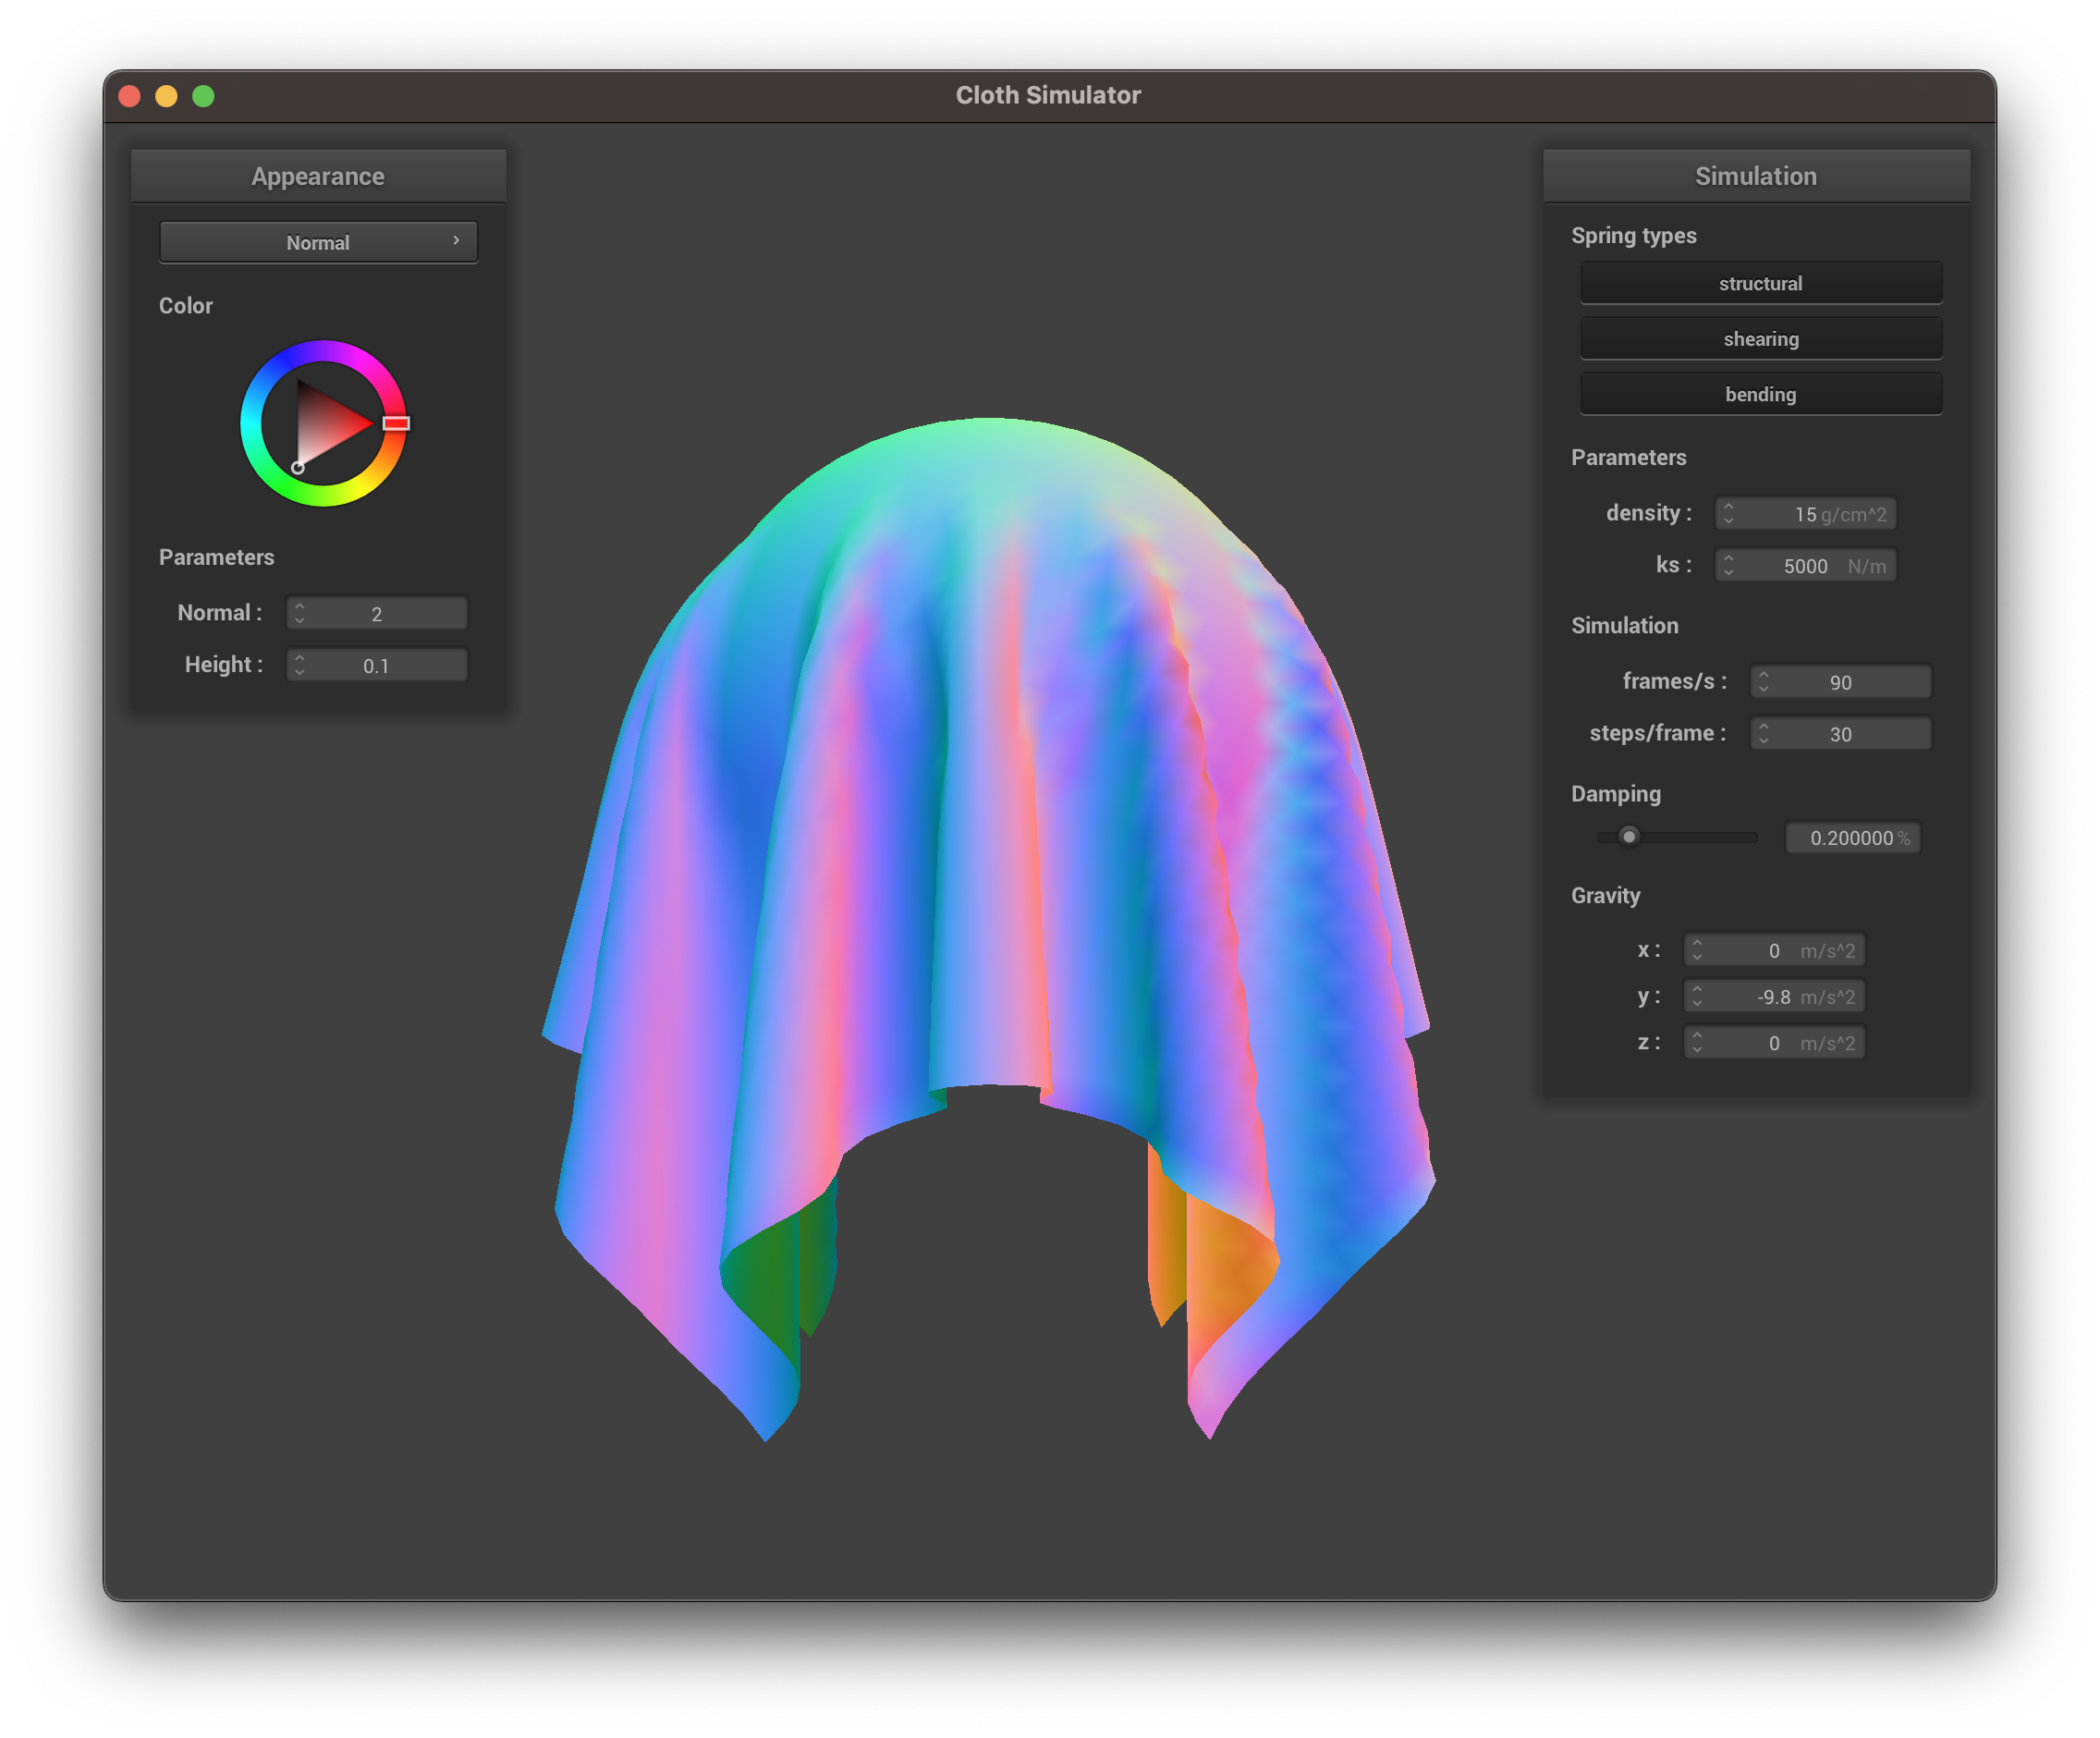 Cloth Simulator
Appearance
Normal
Color
Parameters
Normal : 2
Height : 0.1
Simulation
Spring types
structural
shearing
bending
Parameters
density : 15 g/cm^2
ks : 5000 N/m
Simulation
frames/s : 90
steps/frame : 30
Damping
0.200000 %
Gravity
x : 0 m/s^2
y : -9.8 m/s^2
z : 0 m/s^2